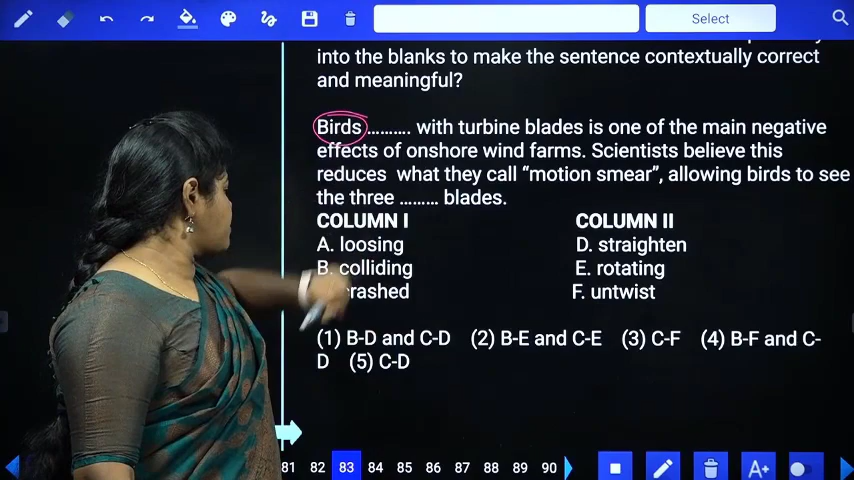 Select
into the blanks to make the sentence contextually correct
and meaningful?
Birds .......... with turbine blades is one of the main negative
effects of onshore wind farms. Scientists believe this
reduces what they call “motion smear”, allowing birds to see
the three ......... blades.
COLUMN I COLUMN II
A. loosing D. straighten
B. colliding E. rotating
crashed F. untwist
(1) B-D and C-D (2) B-E and C-E (3) C-F (4) B-F and C-
D (5) C-D
81 82 83 84 85 86 87 88 89 90
A+